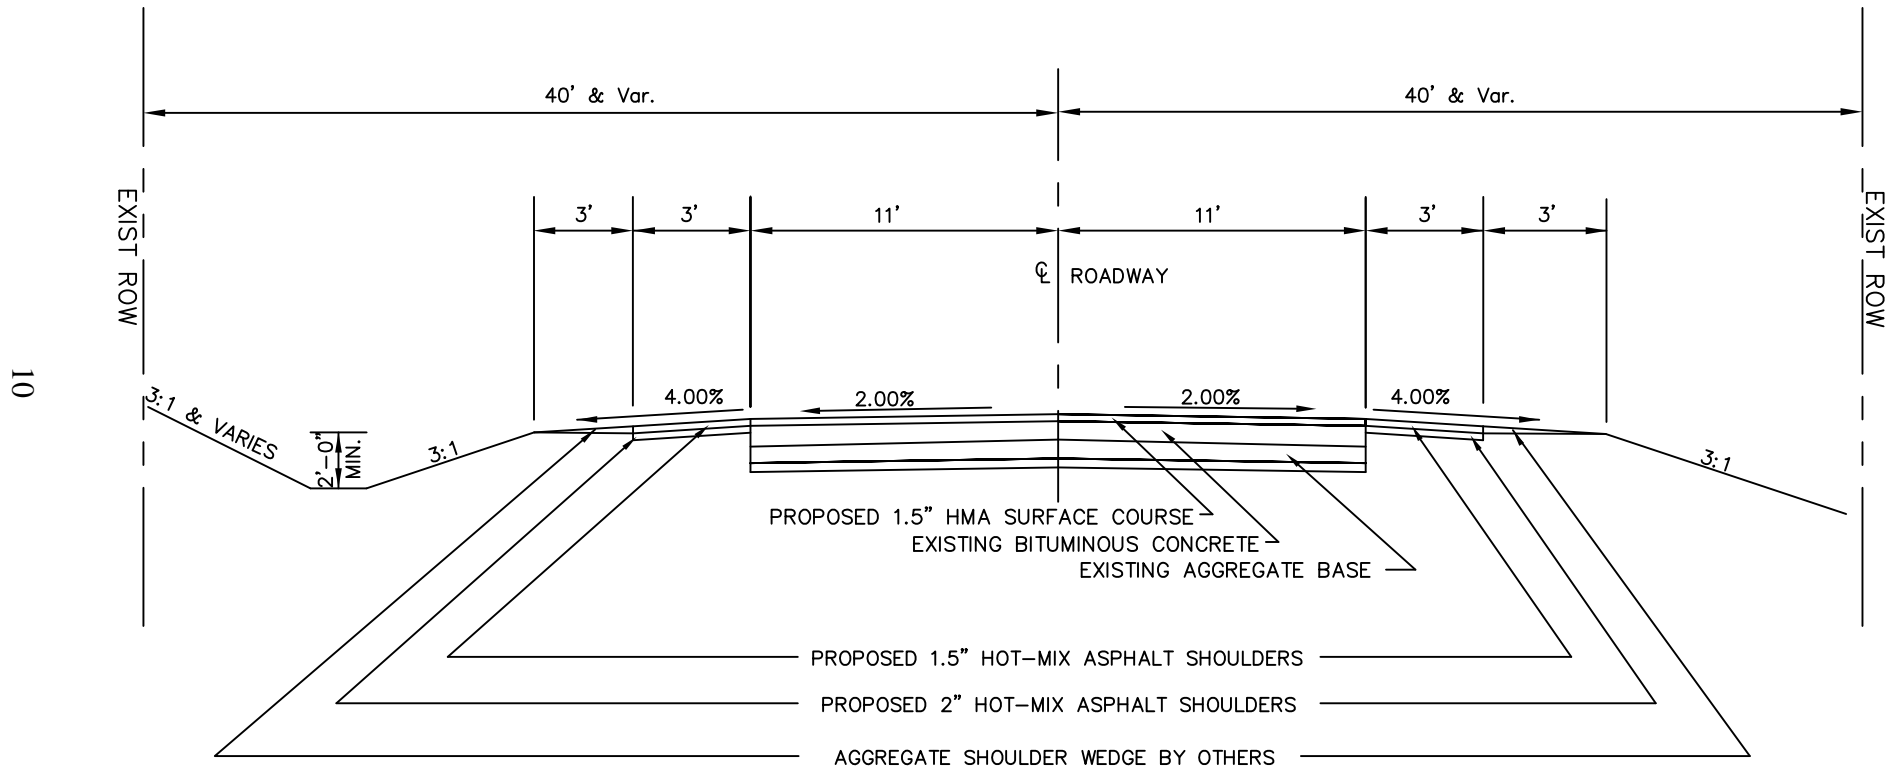 40' & Var.
40' & Var.
EXIST ROW
EXIST ROW
3'
3'
11'
11'
3'
3'
℄ ROADWAY
10
3:1 & VARIES
2'-0" MIN.
3:1
4.00%
2.00%
2.00%
4.00%
3:1
PROPOSED 1.5" HMA SURFACE COURSE
EXISTING BITUMINOUS CONCRETE
EXISTING AGGREGATE BASE
PROPOSED 1.5" HOT-MIX ASPHALT SHOULDERS
PROPOSED 2" HOT-MIX ASPHALT SHOULDERS
AGGREGATE SHOULDER WEDGE BY OTHERS